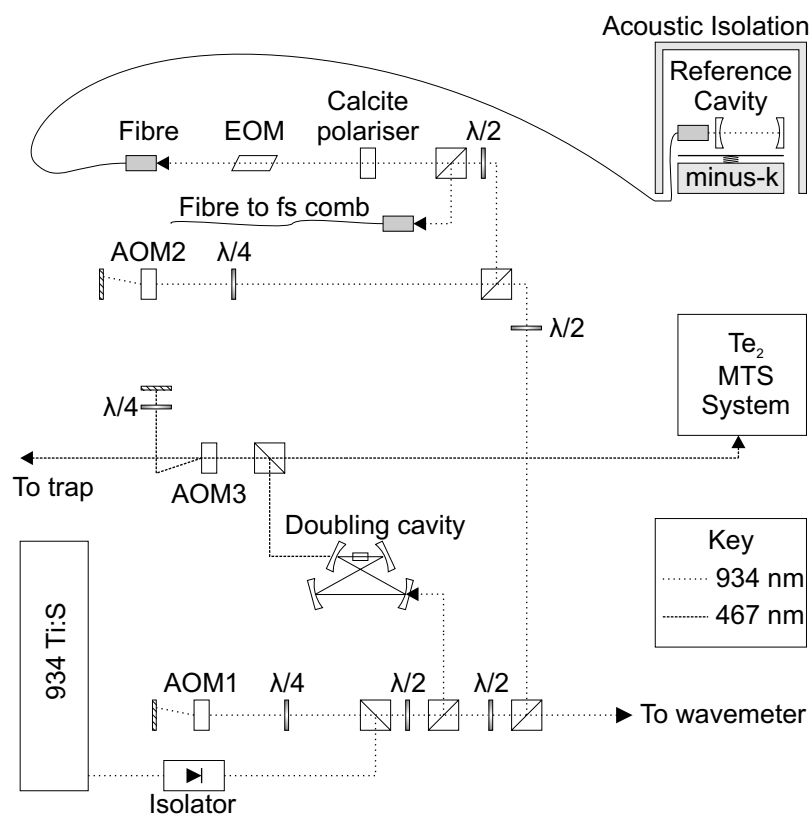 Acoustic Isolation
Reference
Cavity
minus-k
Calcite
polariser
λ/2
Fibre
EOM
Fibre to fs comb
AOM2
λ/4
λ/2
Te₂
MTS
System
λ/4
To trap
AOM3
Doubling cavity
Key
934 nm
467 nm
934 Ti:S
AOM1
λ/4
λ/2
λ/2
To wavemeter
Isolator